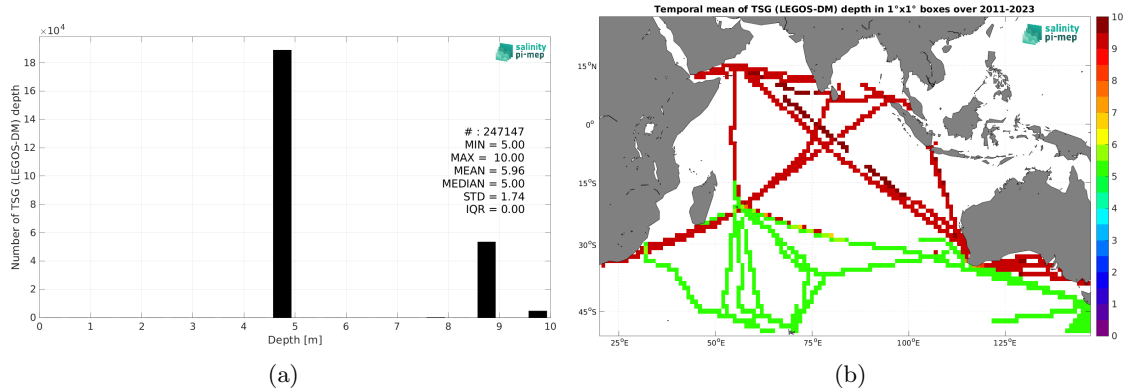 ×10⁴
18
16
14
12
10
8
6
4
2
0
Number of TSG (LEGOS-DM) depth
salinity
pi-mep
# : 247147
MIN = 5.00
MAX = 10.00
MEAN = 5.96
MEDIAN = 5.00
STD = 1.74
IQR = 0.00
0 1 2 3 4 5 6 7 8 9 10
Depth [m]
(a)
Temporal mean of TSG (LEGOS-DM) depth in 1°x1° boxes over 2011-2023
salinity
pi-mep
15°N
0°
15°S
30°S
45°S
25°E 50°E 75°E 100°E 125°E
10
9
8
7
6
5
4
3
2
1
0
(b)